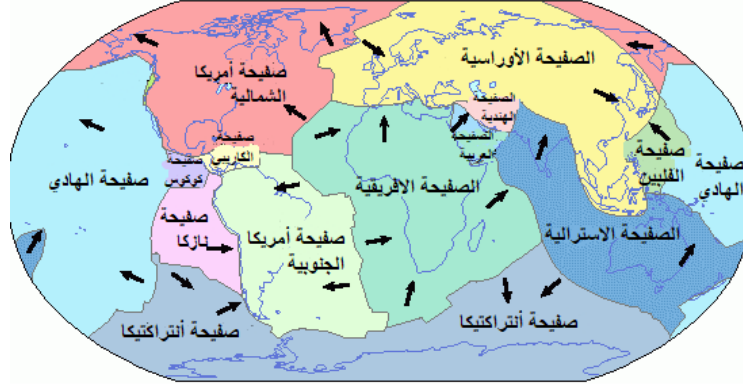 الصفيحة الأوراسية
صفيحة أمريكا
الشمالية
الصفيحة
الهندية
صفيحة
الكاريبي
الصفيحة
العربية
صفيحة
الفلبين
صفيحة
الهادي
صفيحة الهادي
صفيحة
كوكوس
الصفيحة الافريقية
صفيحة
نازكا
صفيحة أمريكا
الجنوبية
الصفيحة الاسترالية
صفيحة أنتراكتيكا
صفيحة أنتراكتيكا